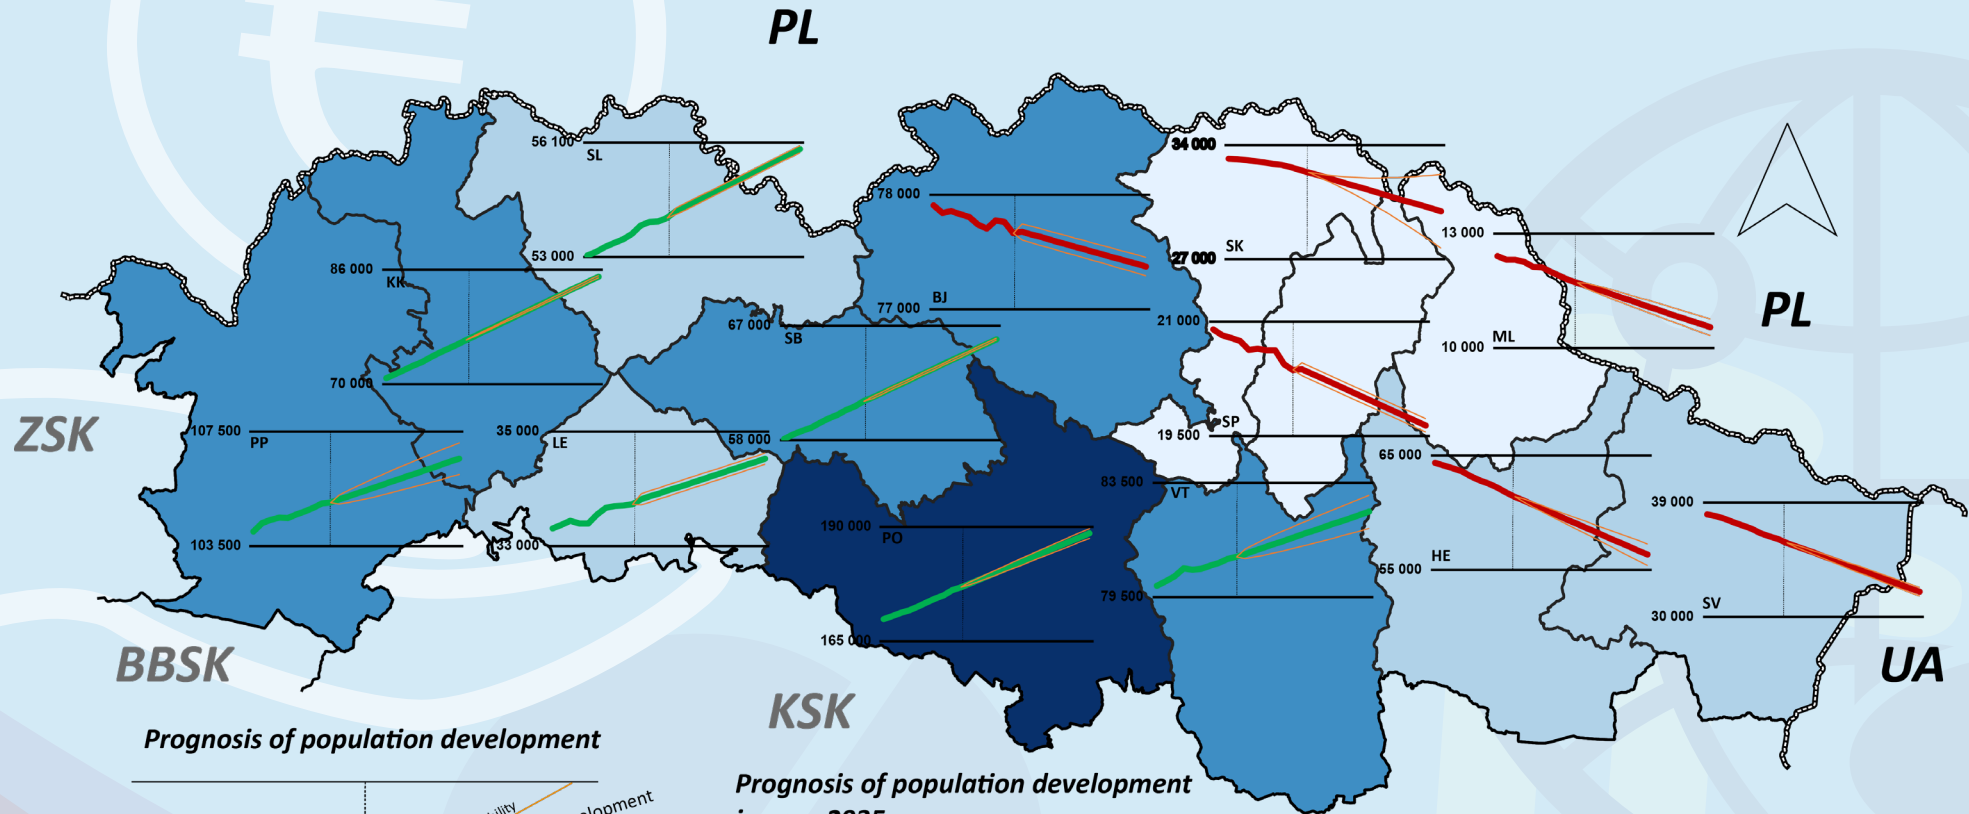 PL
56 100
SL
53 000
34 000
SK
27 000
78 000
BJ
77 000
13 000
ML
10 000
PL
86 000
KK
70 000
67 000
SB
58 000
21 000
SP
19 500
ZSK
107 500
PP
103 500
35 000
LE
33 000
190 000
PO
165 000
83 500
VT
79 500
65 000
HE
55 000
39 000
SV
30 000
UA
BBSK
KSK
Prognosis of population development
Prognosis of population development